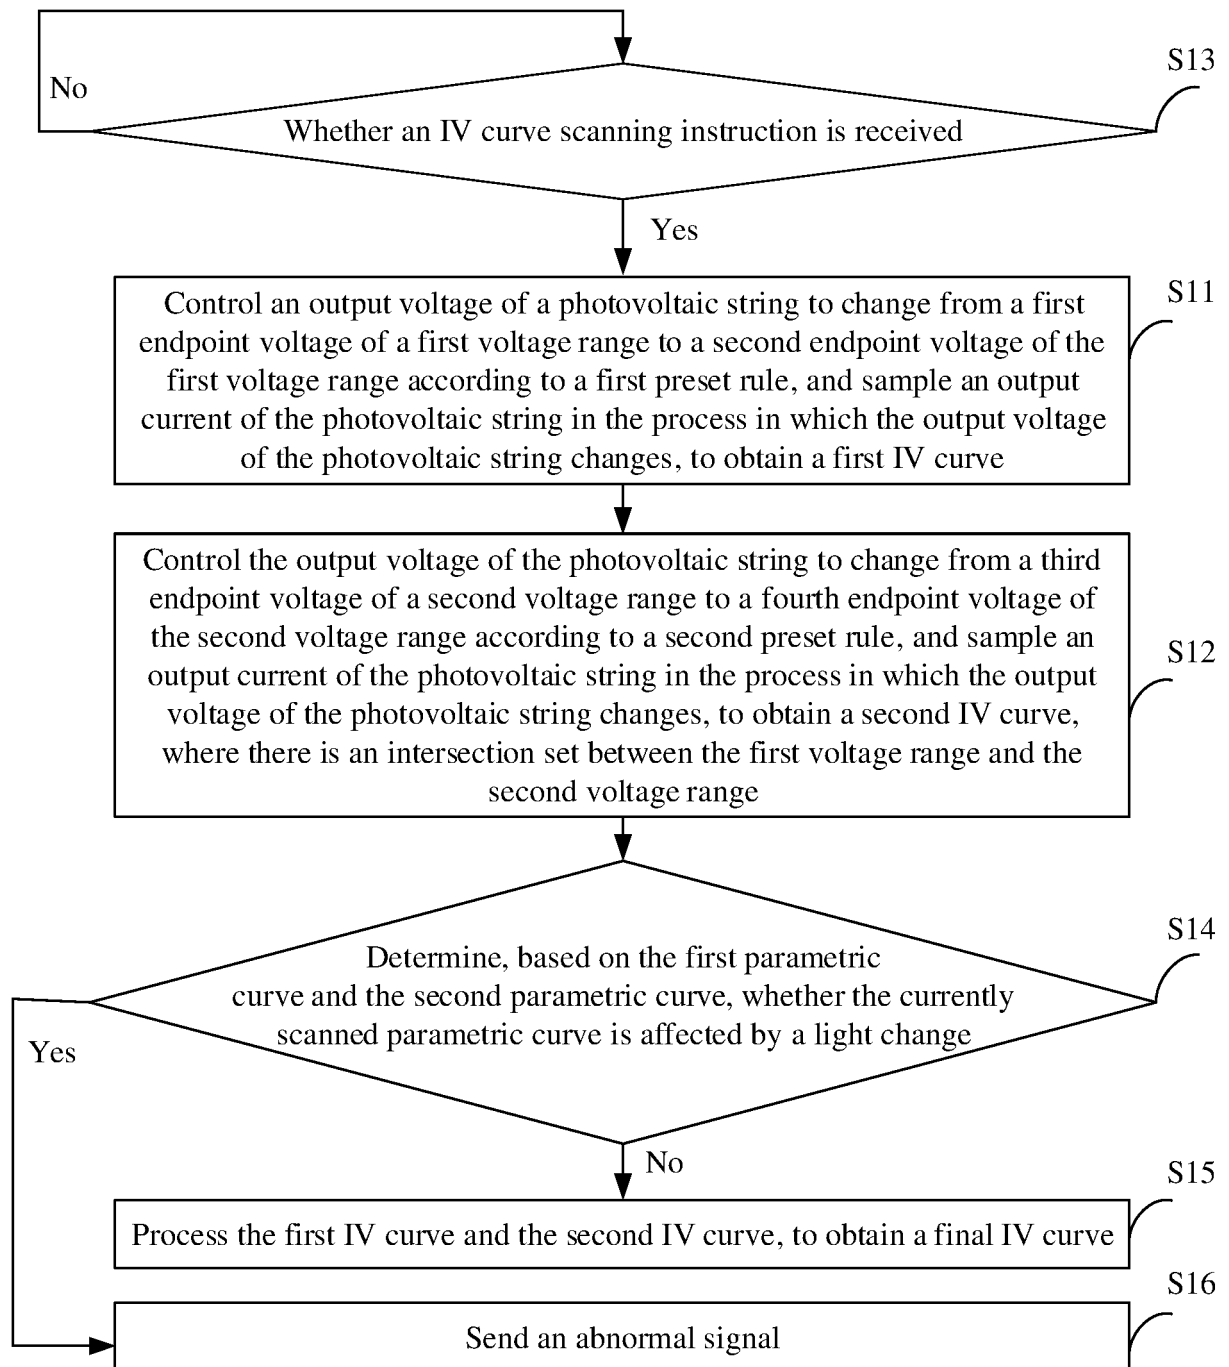 S13
No
Whether an IV curve scanning instruction is received
Yes
S11
Control an output voltage of a photovoltaic string to change from a first
endpoint voltage of a first voltage range to a second endpoint voltage of the
first voltage range according to a first preset rule, and sample an output
current of the photovoltaic string in the process in which the output voltage
of the photovoltaic string changes, to obtain a first IV curve
Control the output voltage of the photovoltaic string to change from a third
endpoint voltage of a second voltage range to a fourth endpoint voltage of
the second voltage range according to a second preset rule, and sample an
output current of the photovoltaic string in the process in which the output
voltage of the photovoltaic string changes, to obtain a second IV curve,
where there is an intersection set between the first voltage range and the
second voltage range
S12
S14
Determine, based on the first parametric
curve and the second parametric curve, whether the currently
scanned parametric curve is affected by a light change
Yes
No
S15
Process the first IV curve and the second IV curve, to obtain a final IV curve
S16
Send an abnormal signal